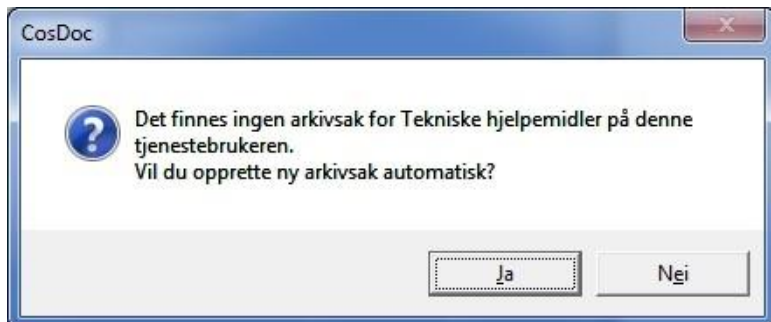 CosDoc
Det finnes ingen arkivsak for Tekniske hjelpemidler på denne
tjenestebrukeren.
Vil du opprette ny arkivsak automatisk?
Ja
Nei